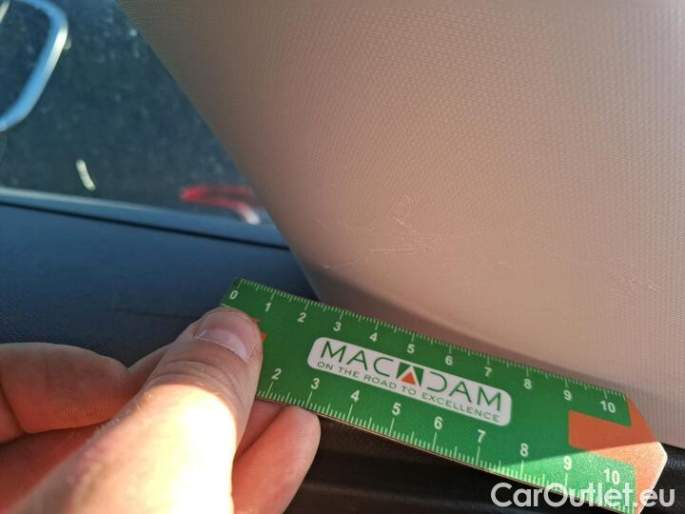 0 1 2 3 4 5 6 7 8 9 10
MACADAM
ON THE ROAD TO EXCELLENCE
2 3 4 5 6 7 8 9 10
CarOutlet.eu